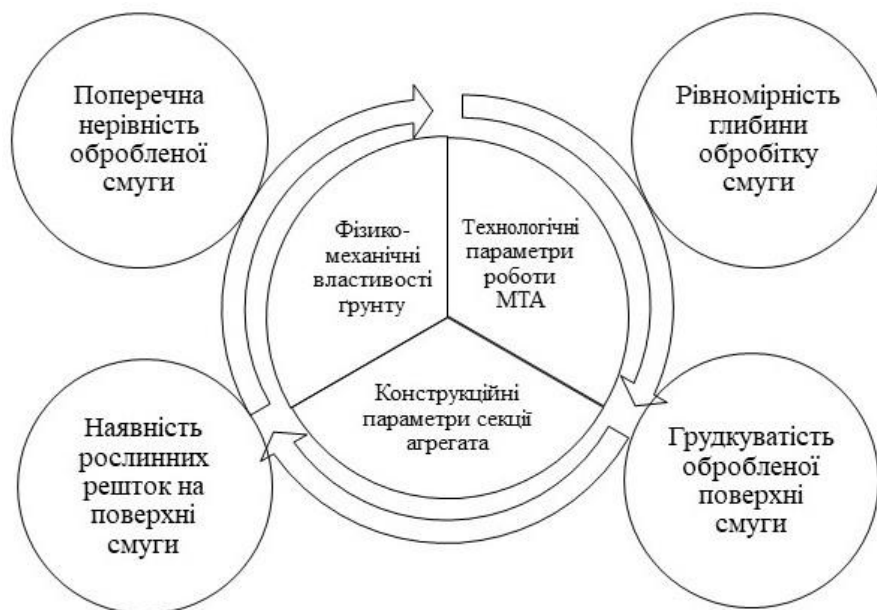 Поперечна
нерівність
обробленої
смуги
Рівномірність
глибини
обробітку
смуги
Фізико-
механічні
властивості
ґрунту
Технологічні
параметри
роботи
МТА
Конструкційні
параметри секції
агрегата
Наявність
рослинних
решток на
поверхні
смуги
Грудкуватість
обробленої
поверхні
смуги